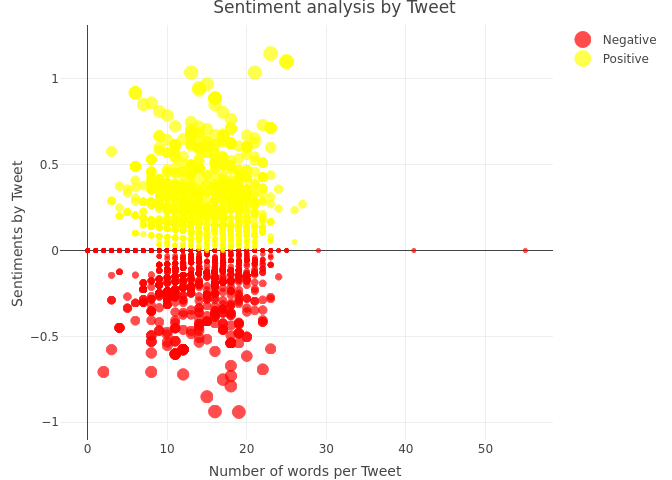 Sentiment analysis by Tweet
Negative
Positive
1
0.5
0
−0.5
−1
Sentiments by Tweet
0
10
20
30
40
50
Number of words per Tweet